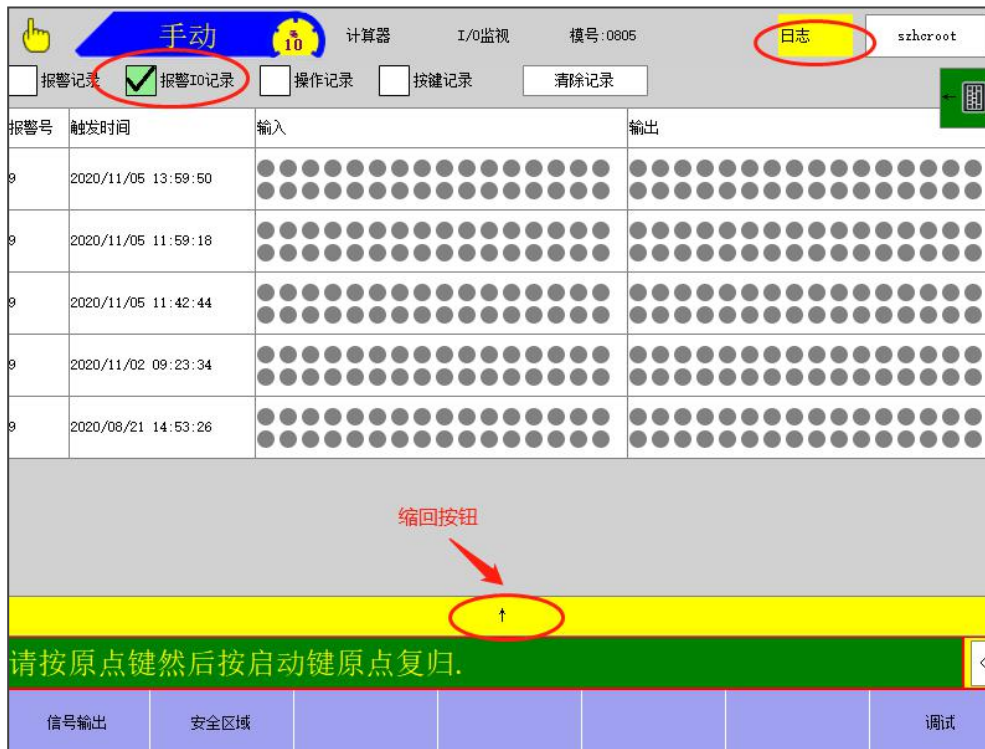 手动 % 10 计算器 I/O监视 模号:0805 日志 szhcroot
报警记录 报警IO记录 操作记录 按键记录 清除记录
报警号 触发时间 输入 输出
9 2020/11/05 13:59:50
9 2020/11/05 11:59:18
9 2020/11/05 11:42:44
9 2020/11/02 09:23:34
9 2020/08/21 14:53:26
缩回按钮
↑
请按原点键然后按启动键原点复归.
信号输出 安全区域 调试